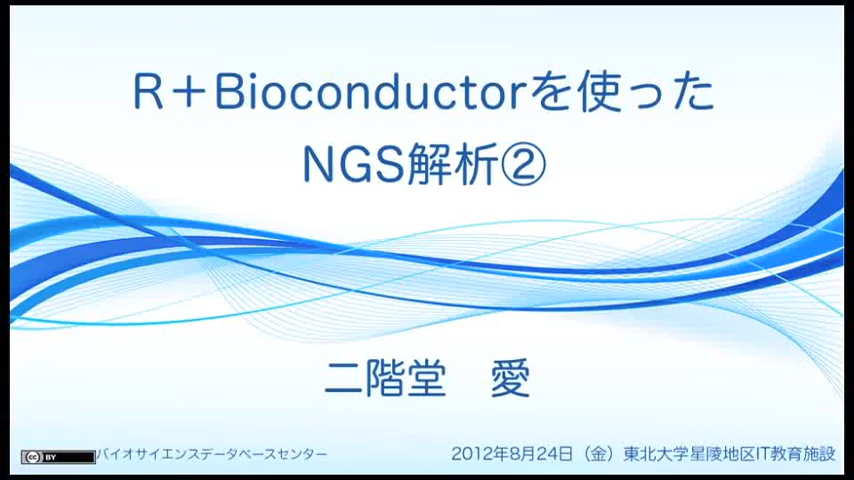 R＋Bioconductorを使った
NGS解析②
二階堂　愛
CC BY バイオサイエンスデータベースセンター
2012年8月24日（金）東北大学星陵地区IT教育施設